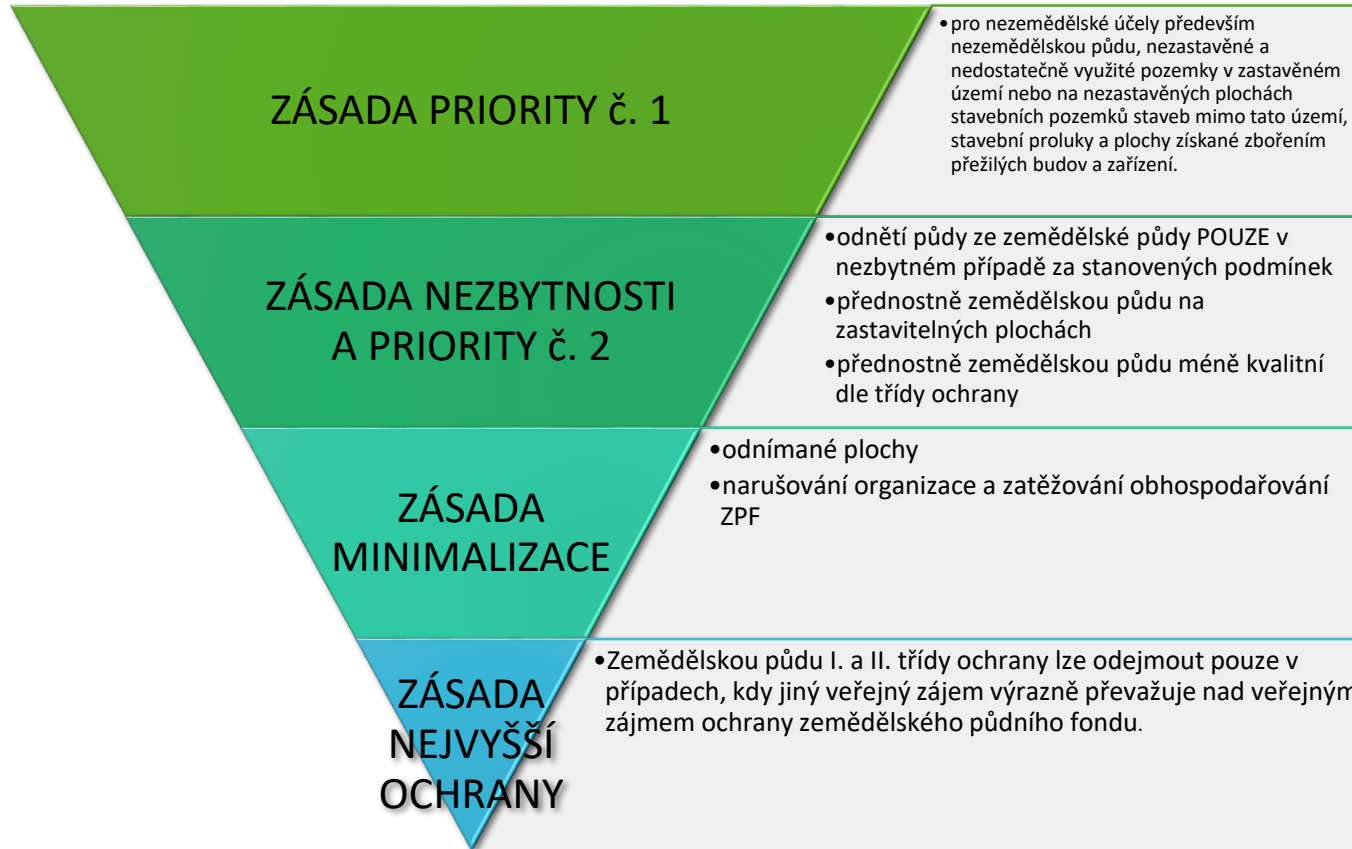 ZÁSADA PRIORITY č. 1
•pro nezemědělské účely především
nezemědělskou půdu, nezastavěné a
nedostatečně využité pozemky v zastavěném
území nebo na nezastavěných plochách
stavebních pozemků staveb mimo tato území,
stavební proluky a plochy získané zbořením
přežilých budov a zařízení.
ZÁSADA NEZBYTNOSTI
A PRIORITY č. 2
•odnětí půdy ze zemědělské půdy POUZE v
nezbytném případě za stanovených podmínek
•přednostně zemědělskou půdu na
zastavitelných plochách
•přednostně zemědělskou půdu méně kvalitní
dle třídy ochrany
ZÁSADA
MINIMALIZACE
•odnímané plochy
•narušování organizace a zatěžování obhospodařování
ZPF
ZÁSADA
NEJVYŠŠÍ
OCHRANY
•Zemědělskou půdu I. a II. třídy ochrany lze odejmout pouze v
případech, kdy jiný veřejný zájem výrazně převažuje nad veřejným
zájmem ochrany zemědělského půdního fondu.